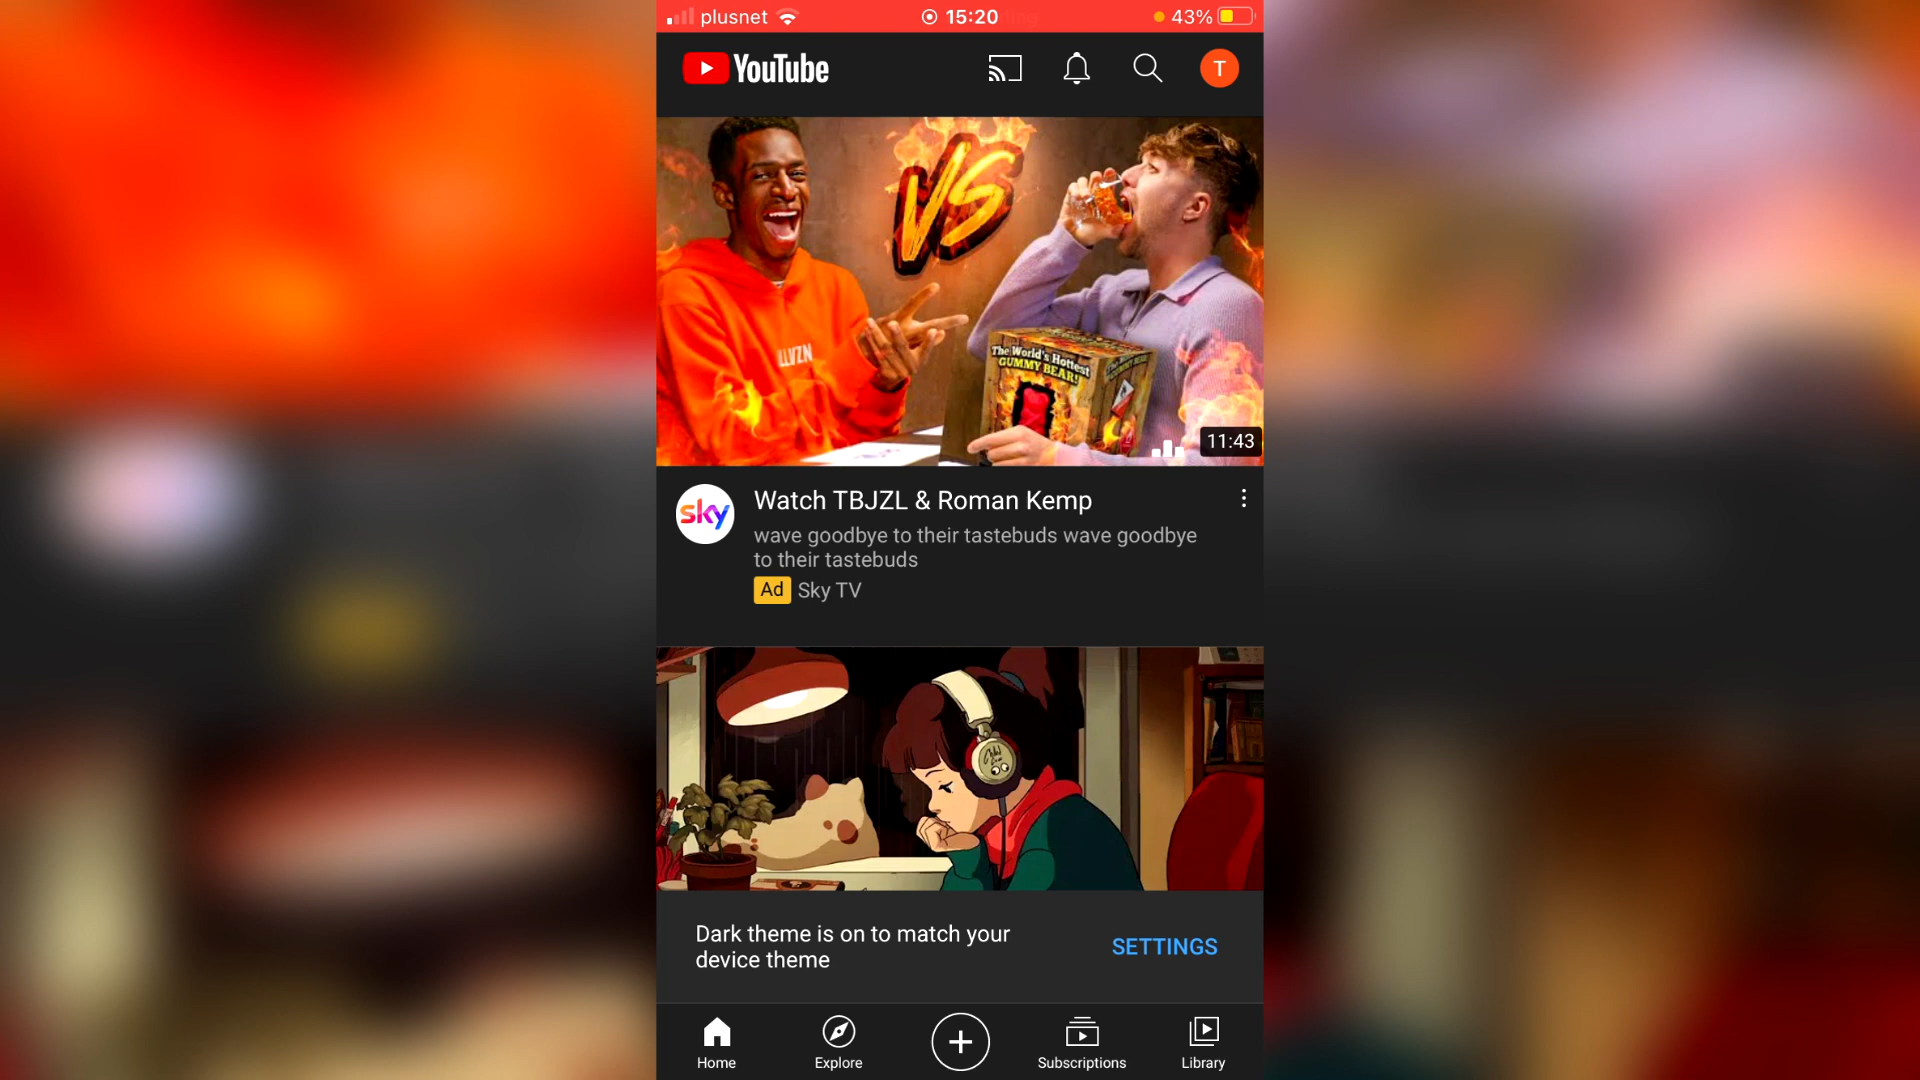 plusnet 15:20 43%
YouTube T
VS
ILLVZN
The World's Hottest
GUMMY BEAR!
11:43
sky
Watch TBJZL & Roman Kemp
wave goodbye to their tastebuds wave goodbye
to their tastebuds
Ad Sky TV
Dark theme is on to match your
device theme
SETTINGS
Home Explore Subscriptions Library